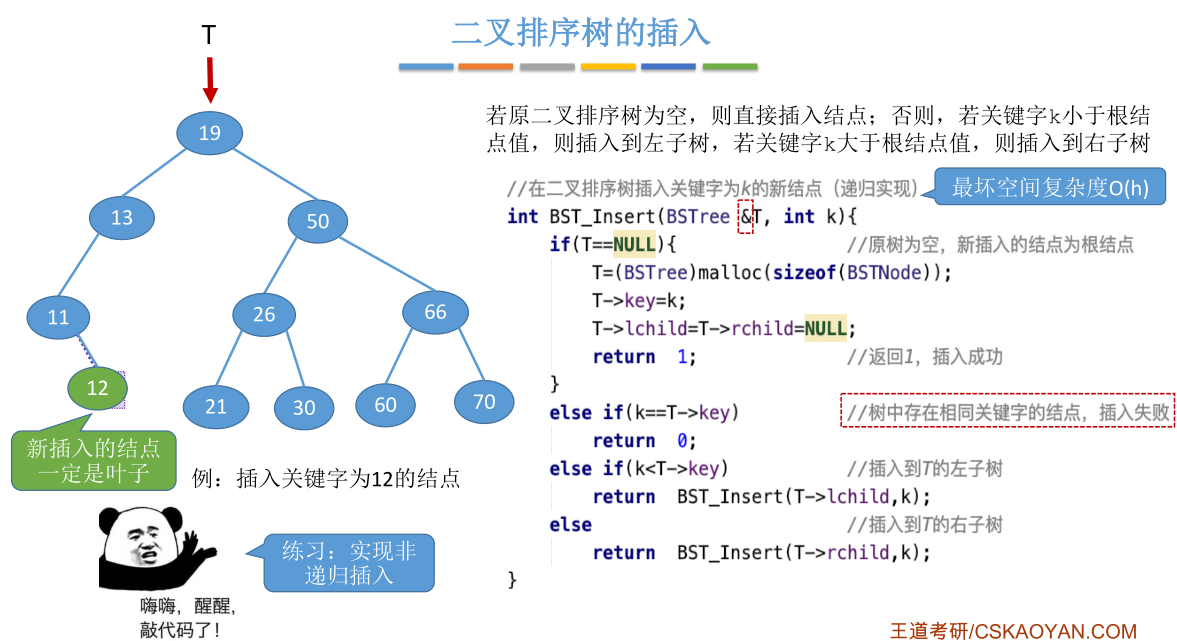 二叉排序树的插入
T
19
13
50
11
26
66
12
21
30
60
70
新插入的结点
一定是叶子
例：插入关键字为12的结点
练习：实现非
递归插入
嗨嗨，醒醒，
敲代码了！
若原二叉排序树为空，则直接插入结点；否则，若关键字k小于根结
点值，则插入到左子树，若关键字k大于根结点值，则插入到右子树
最坏空间复杂度O(h)
//在二叉排序树插入关键字为k的新结点（递归实现）
int BST_Insert(BSTree &T, int k){
if(T==NULL){ //原树为空，新插入的结点为根结点
T=(BSTree)malloc(sizeof(BSTNode));
T->key=k;
T->lchild=T->rchild=NULL;
return 1; //返回1，插入成功
}
else if(k==T->key) //树中存在相同关键字的结点，插入失败
return 0;
else if(k<T->key) //插入到T的左子树
return BST_Insert(T->lchild,k);
else //插入到T的右子树
return BST_Insert(T->rchild,k);
}
王道考研/CSKAOYAN.COM